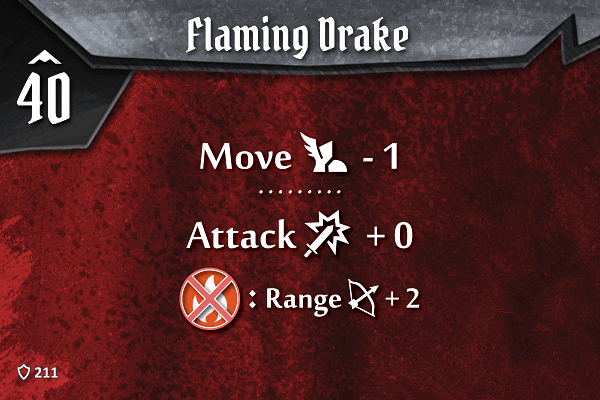 Flaming Drake
40
Move - 1
Attack + 0
: Range + 2
211